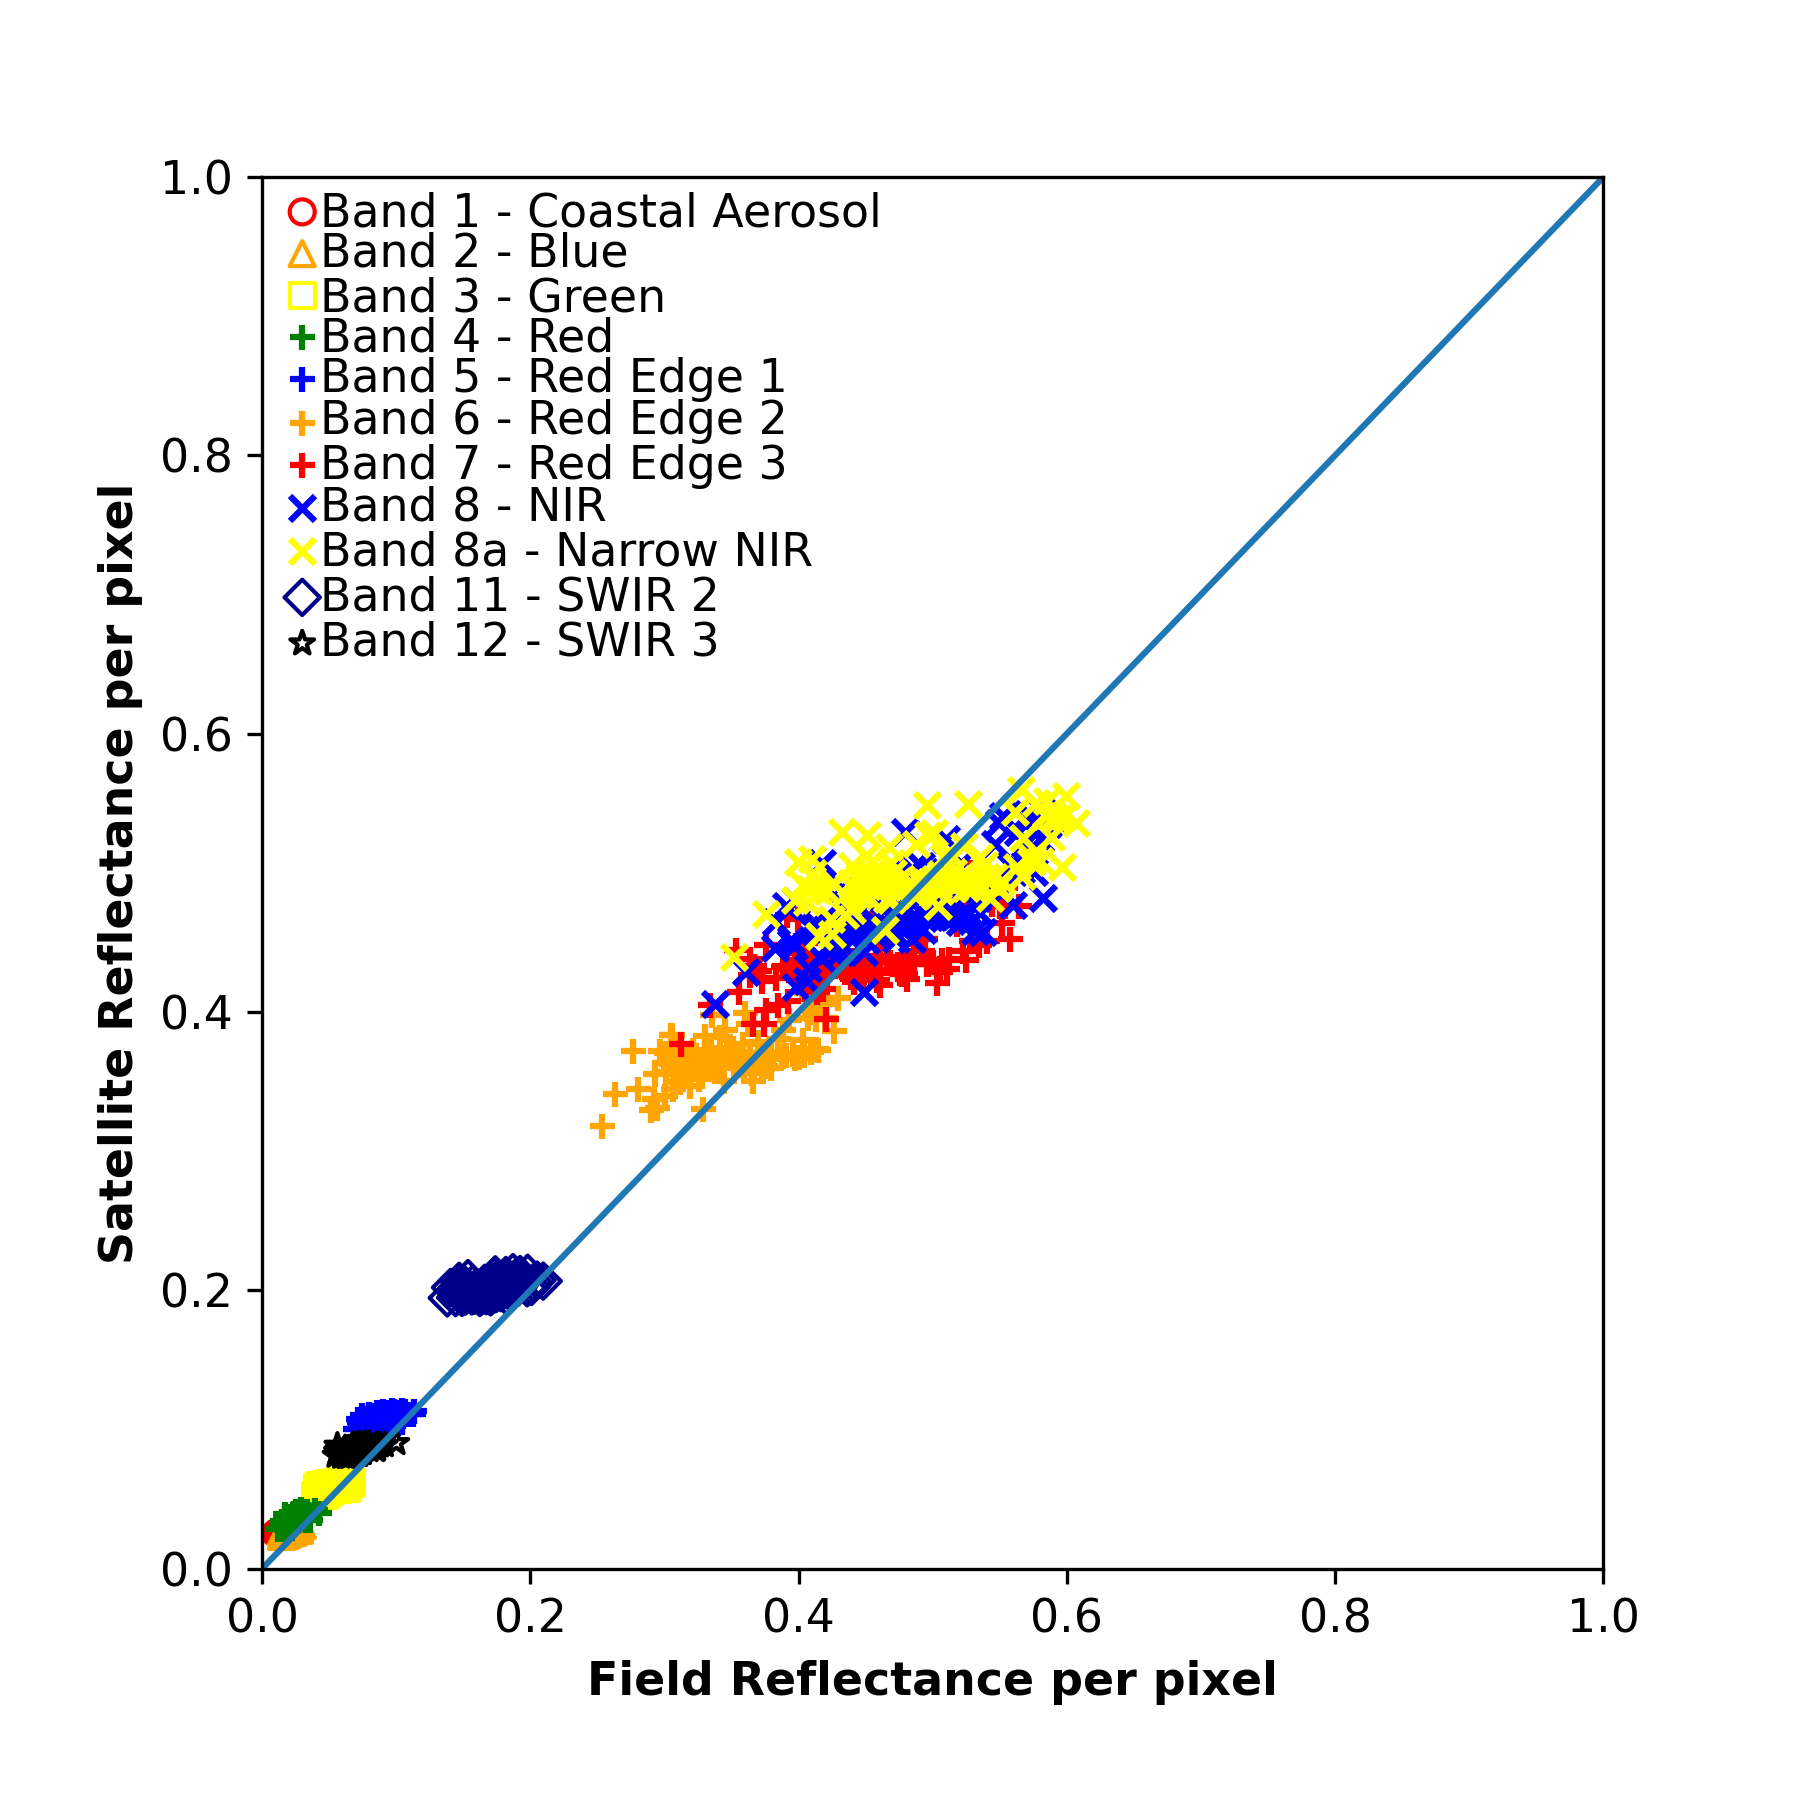 1.0
Band 1 - Coastal Aerosol
Band 2 - Blue
Band 3 - Green
Band 4 - Red
Band 5 - Red Edge 1
Band 6 - Red Edge 2
Band 7 - Red Edge 3
Band 8 - NIR
Band 8a - Narrow NIR
Band 11 - SWIR 2
Band 12 - SWIR 3
0.8
0.6
0.4
0.2
0.0
Satellite Reflectance per pixel
0.0 0.2 0.4 0.6 0.8 1.0
Field Reflectance per pixel